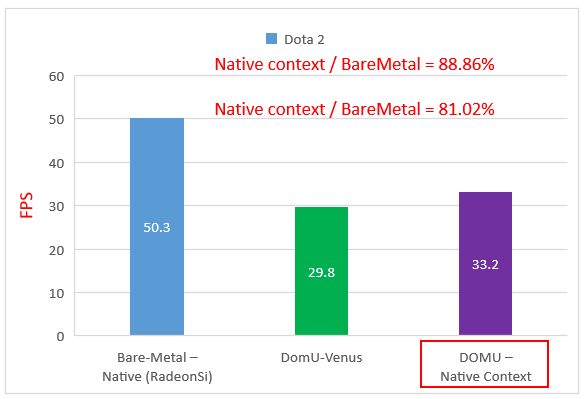 Dota 2
Native context / BareMetal = 88.86%
Native context / BareMetal = 81.02%
60
50
40
30
20
10
0
FPS
50.3
29.8
33.2
Bare-Metal –
Native (RadeonSi)
DomU-Venus
DOMU –
Native Context